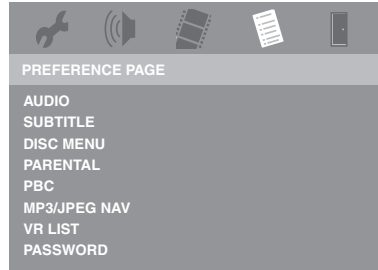 PREFERENCE PAGE
AUDIO
SUBTITLE
DISC MENU
PARENTAL
PBC
MP3/JPEG NAV
VR LIST
PASSWORD